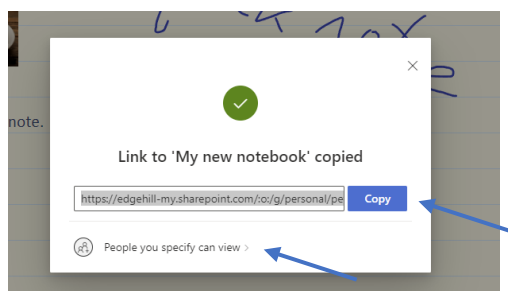 note.
Link to 'My new notebook' copied
https://edgehill-my.sharepoint.com/:o:/g/personal/pe
Copy
People you specify can view >